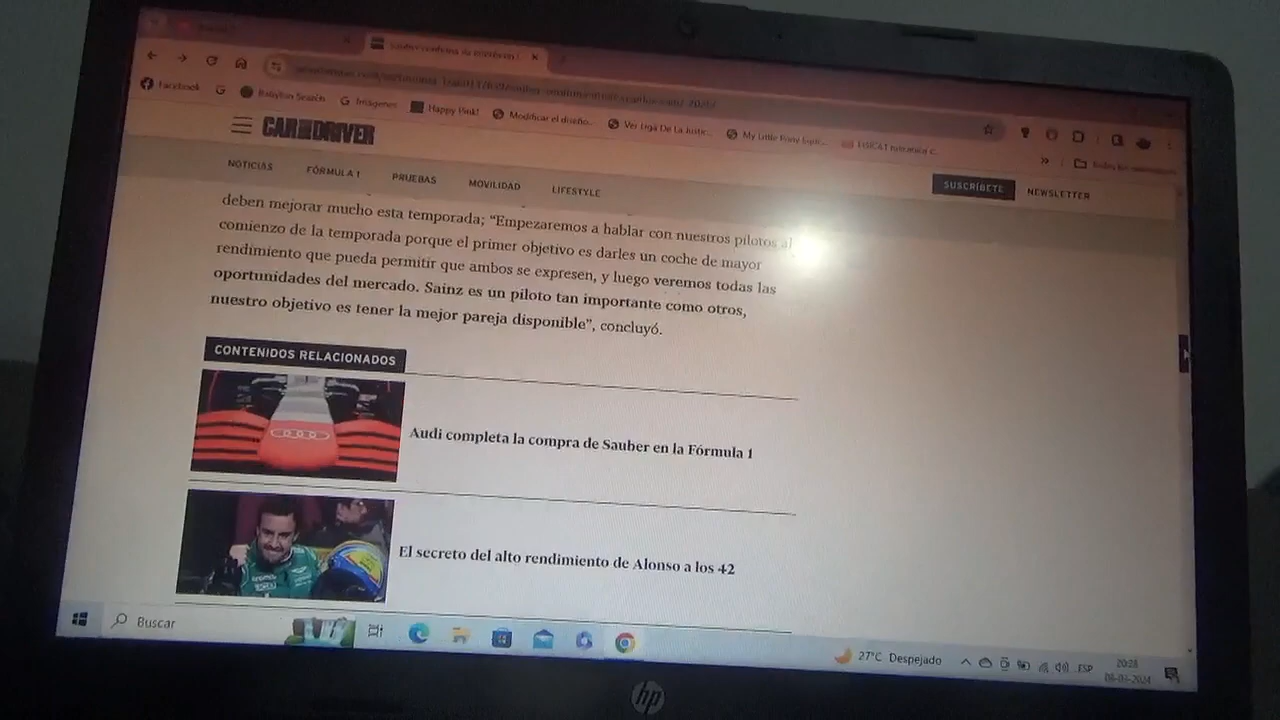 Facebook
Babylon Search
Imágenes
Happy Pink!
Modificar el diseño...
Ver Liga De La Justic...
My Little Pony Equi...
CAR AND DRIVER
NOTICIAS
FÓRMULA 1
PRUEBAS
MOVILIDAD
LIFESTYLE
SUSCRÍBETE
NEWSLETTER
deben mejorar mucho esta temporada; “Empezaremos a hablar con nuestros pilotos al
comienzo de la temporada porque el primer objetivo es darles un coche de mayor
rendimiento que pueda permitir que ambos se expresen, y luego veremos todas las
oportunidades del mercado. Sainz es un piloto tan importante como otros,
nuestro objetivo es tener la mejor pareja disponible”, concluyó.
CONTENIDOS RELACIONADOS
Audi completa la compra de Sauber en la Fórmula 1
El secreto del alto rendimiento de Alonso a los 42
Buscar
27°C Despejado
ESP
20:28
hp